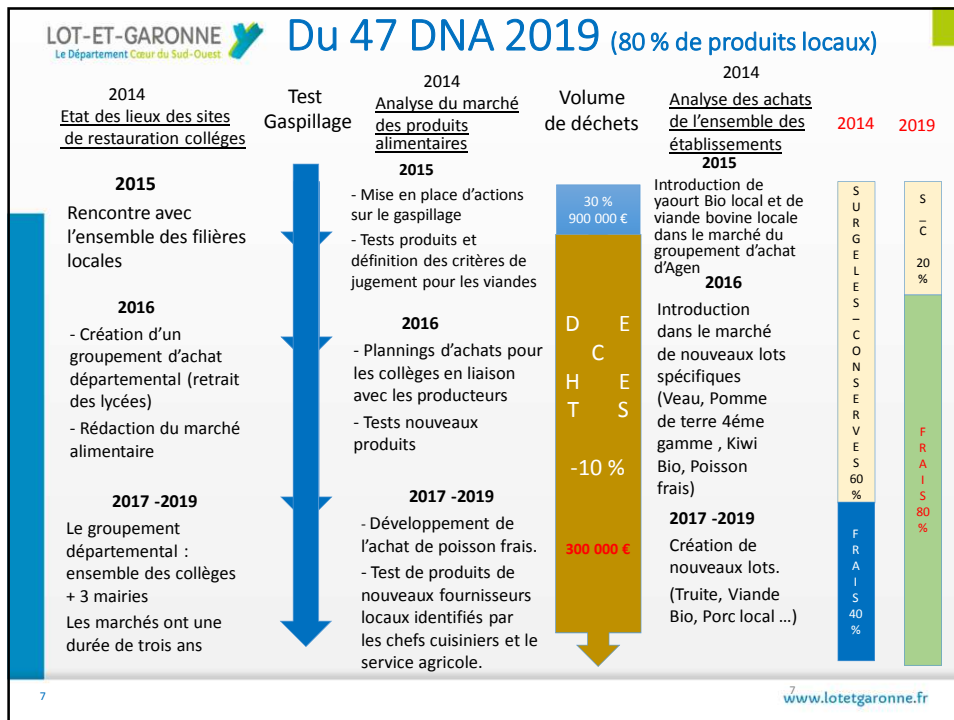 LOT-ET-GARONNE
Le Département Cœur du Sud-Ouest
Du 47 DNA 2019 (80 % de produits locaux)
2014
Etat des lieux des sites
de restauration colléges
2015
Rencontre avec
l'ensemble des filières
locales
2016
- Création d'un
groupement d'achat
départemental (retrait
des lycées)
- Rédaction du marché
alimentaire
2017 -2019
Le groupement
départemental :
ensemble des collèges
+ 3 mairies
Les marchés ont une
durée de trois ans
Test
Gaspillage
2014
Analyse du marché
des produits
alimentaires
2015
- Mise en place d'actions
sur le gaspillage
- Tests produits et
définition des critères de
jugement pour les viandes
2016
- Plannings d'achats pour
les collèges en liaison
avec les producteurs
- Tests nouveaux
produits
2017 -2019
- Développement de
l'achat de poisson frais.
- Test de produits de
nouveaux fournisseurs
locaux identifiés par
les chefs cuisiniers et le
service agricole.
Volume
de déchets
30 %
900 000 €
D E
C
H E
T S
-10 %
300 000 €
2014
Analyse des achats
de l'ensemble des
établissements
2015
Introduction de
yaourt Bio local et de
viande bovine locale
dans le marché du
groupement d'achat
d'Agen
2016
Introduction
dans le marché
de nouveaux lots
spécifiques
(Veau, Pomme
de terre 4éme
gamme , Kiwi
Bio, Poisson
frais)
2017 -2019
Création de
nouveaux lots.
(Truite, Viande
Bio, Porc local …)
2014
S
U
R
G
E
L
E
S
–
C
O
N
S
E
R
V
E
S
60
%
F
R
A
I
S
40
%
2019
S
–
C
20
%
F
R
A
I
S
80
%
7
7
www.lotetgaronne.fr